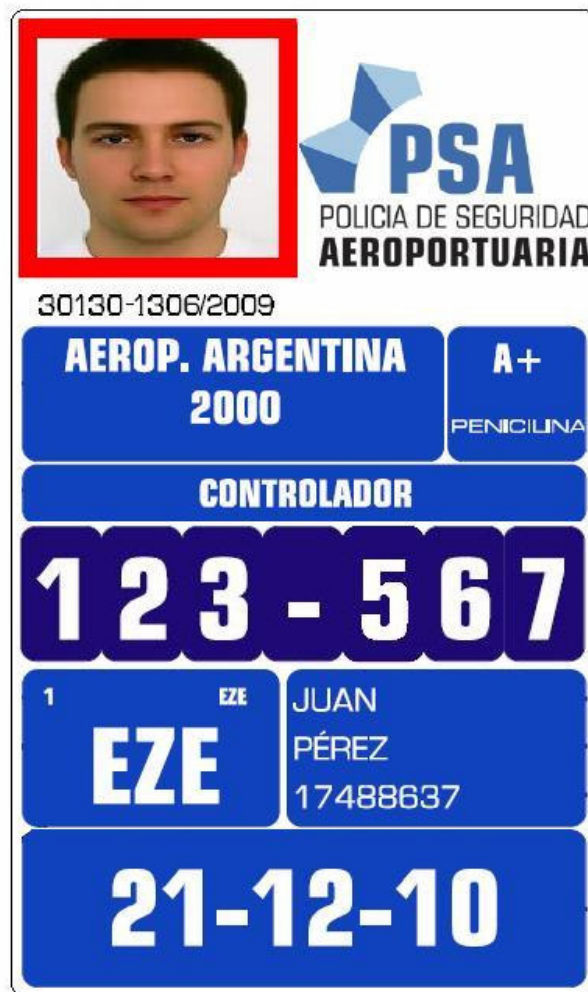 PSA
POLICIA DE SEGURIDAD
AEROPORTUARIA
30130-1306/2009
AEROP. ARGENTINA
2000
A+
PENICILINA
CONTROLADOR
123-567
1 EZE
EZE
JUAN
PÉREZ
17488637
21-12-10